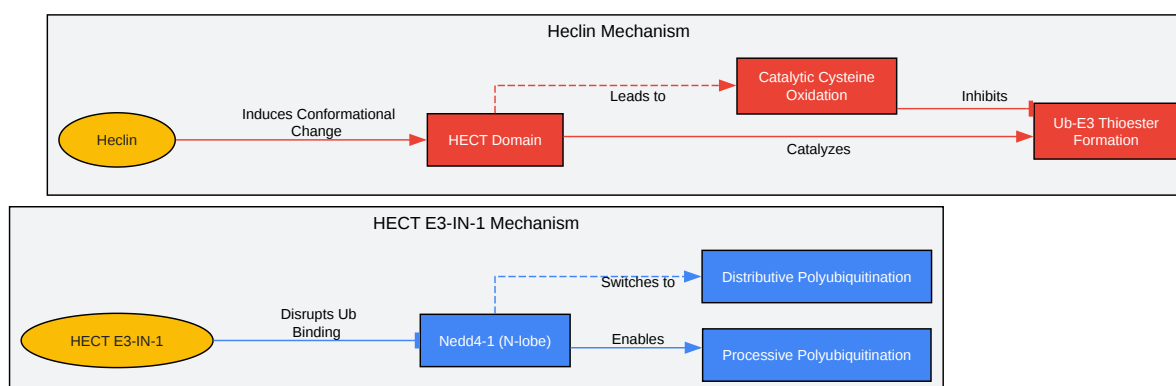 Heclin Mechanism
Heclin
Induces Conformational
Change
HECT Domain
Leads to
Catalytic Cysteine
Oxidation
Inhibits
Catalyzes
Ub-E3 Thioester
Formation
HECT E3-IN-1 Mechanism
HECT E3-IN-1
Disrupts Ub
Binding
Nedd4-1 (N-lobe)
Switches to
Distributive Polyubiquitination
Enables
Processive Polyubiquitination